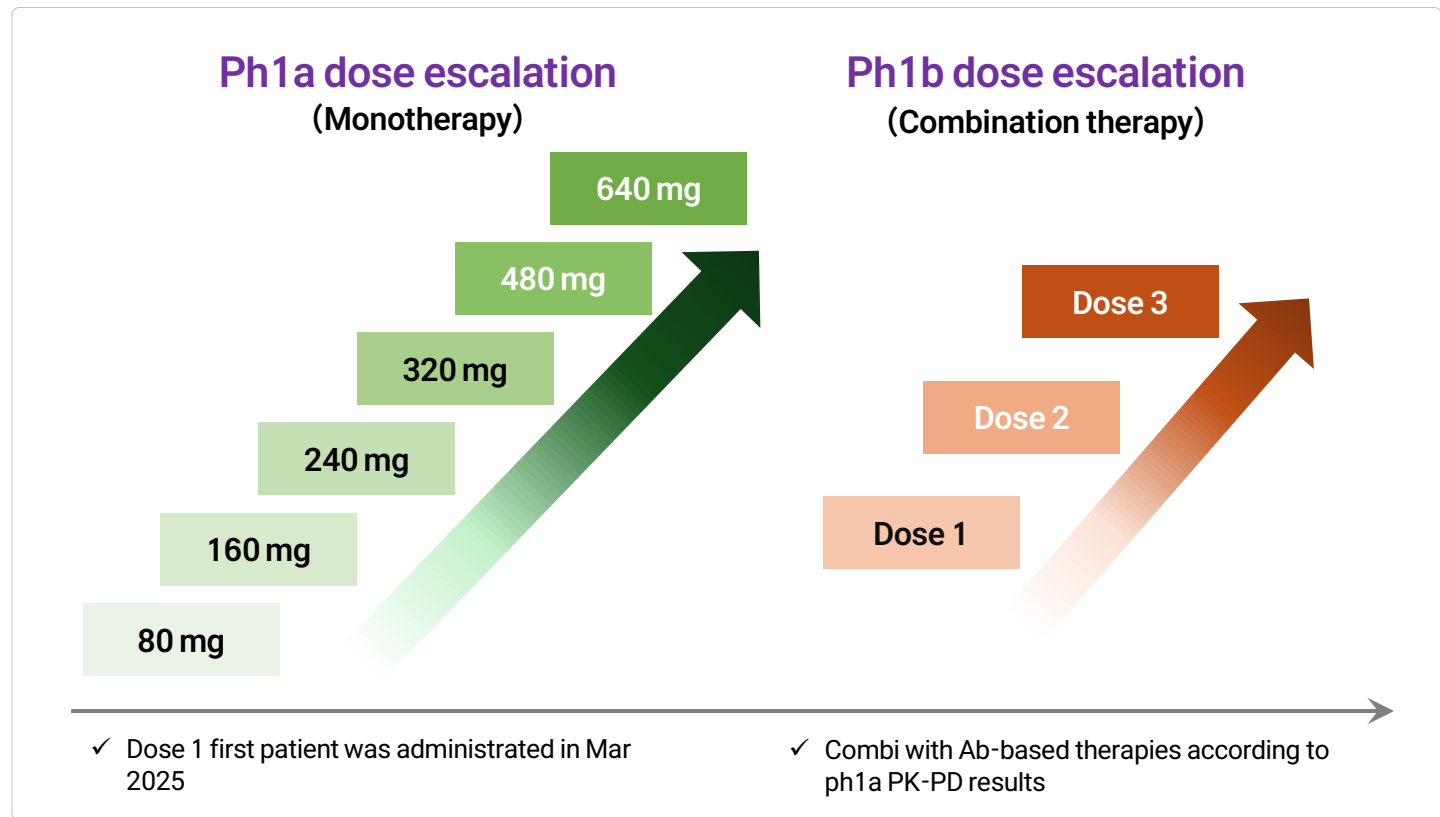 Ph1a dose escalation
(Monotherapy)
640 mg
480 mg
320 mg
240 mg
160 mg
80 mg
✓ Dose 1 first patient was administrated in Mar
2025
Ph1b dose escalation
(Combination therapy)
Dose 3
Dose 2
Dose 1
✓ Combi with Ab-based therapies according to
ph1a PK-PD results